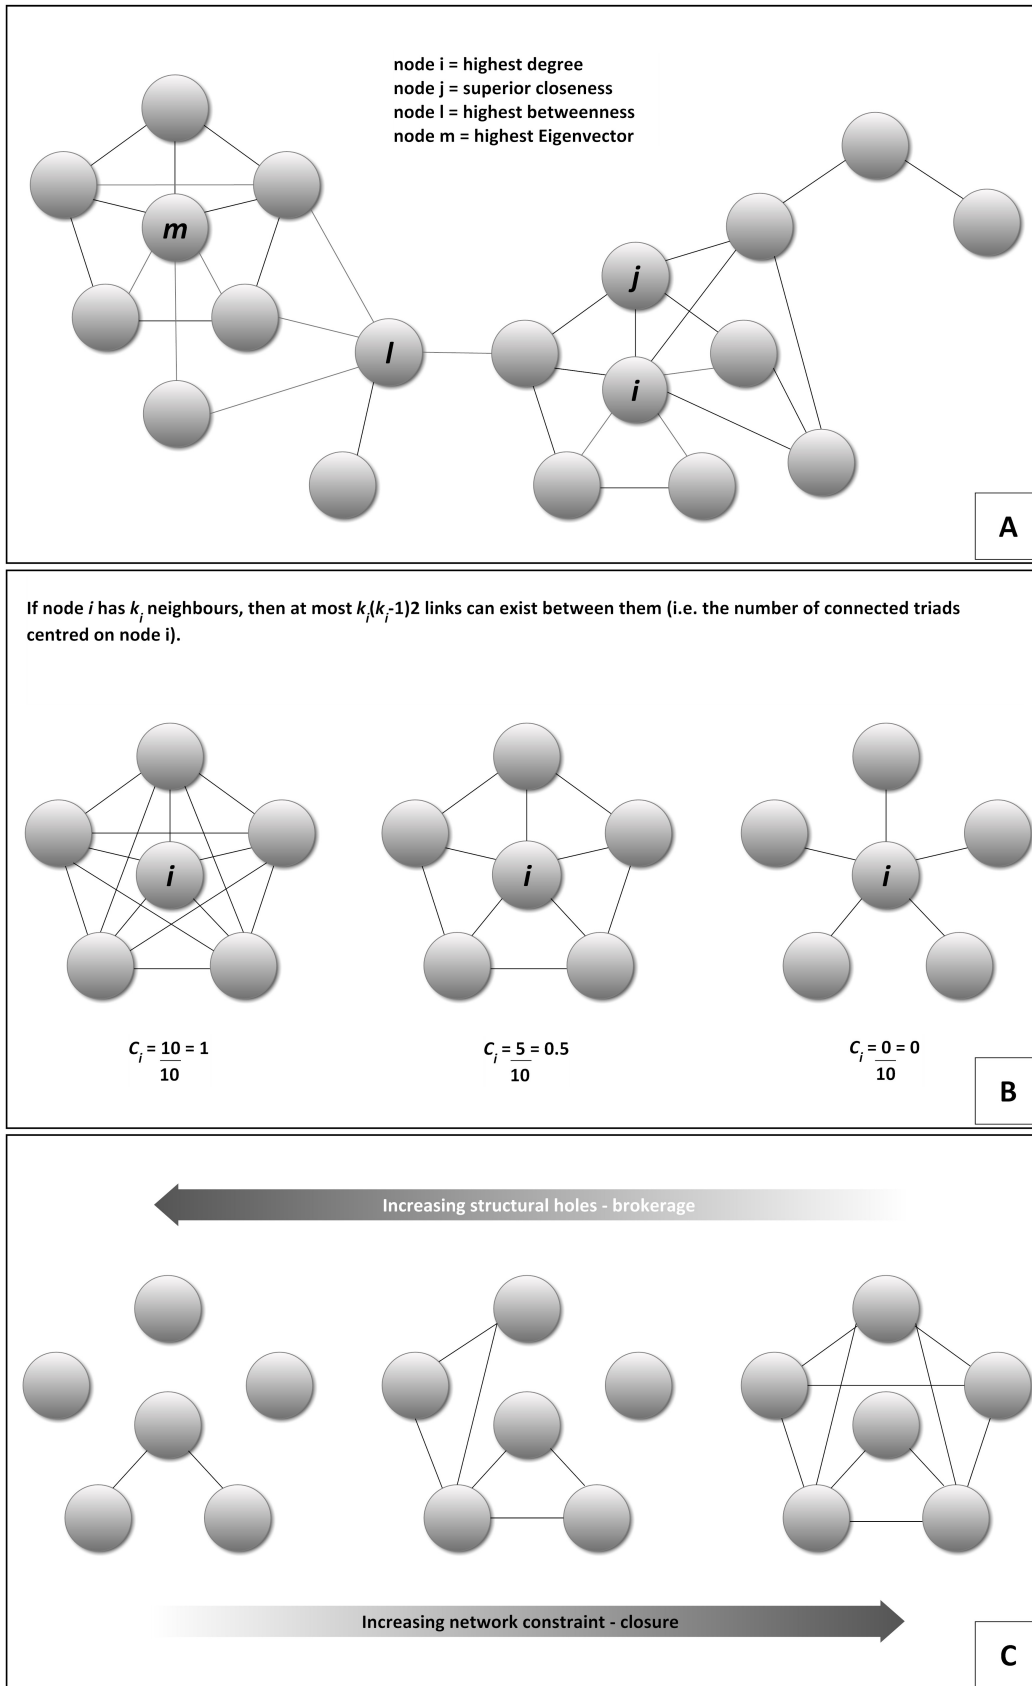 node i = highest degree
node j = superior closeness
node l = highest betweenness
node m = highest Eigenvector
m
j
l
i
A
If node i has ki neighbours, then at most ki(ki-1)2 links can exist between them (i.e. the number of connected triads
centred on node i).
i
i
i
Ci = 10 = 1
10
Ci = 5 = 0.5
10
Ci = 0 = 0
10
B
Increasing structural holes - brokerage
Increasing network constraint - closure
C